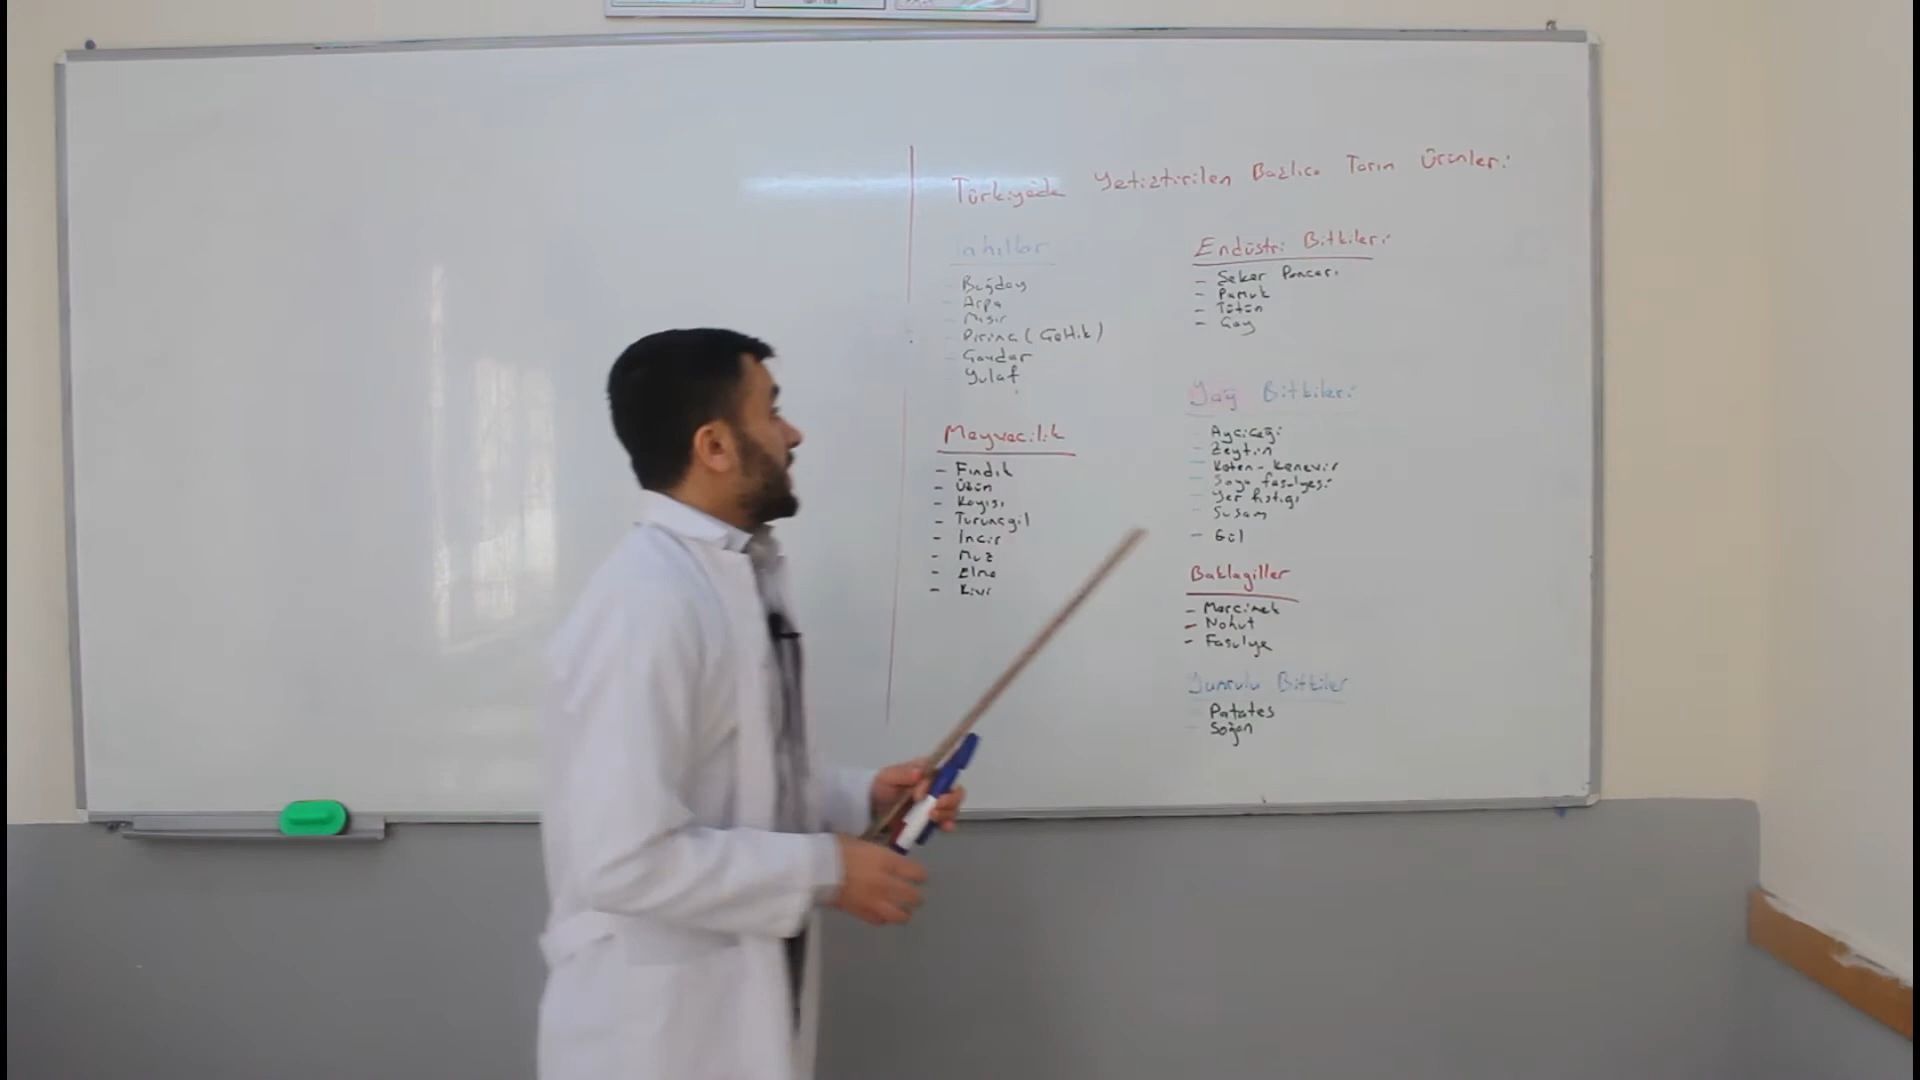 Türkiyede Yetiştirilen Başlıca Tarım Ürünleri
Tahıllar
- Buğday
- Arpa
- Mısır
- Pirinç (Çeltik)
- Çavdar
- Yulaf
Meyvecilik
- Fındık
- Üzüm
- Kayısı
- Turunçgil
- İncir
- Muz
- Elma
- Kivi
Endüstri Bitkileri
- Şeker Pancarı
- Pamuk
- Tütün
- Çay
Yağ Bitkileri
- Ayçiçeği
- Zeytin
- Keten - Kenevir
- Soya fasulyesi
- Yer fıstığı
- Susam
- Gül
Baklagiller
- Mercimek
- Nohut
- Fasulye
Yumrulu Bitkiler
- Patates
- Soğan